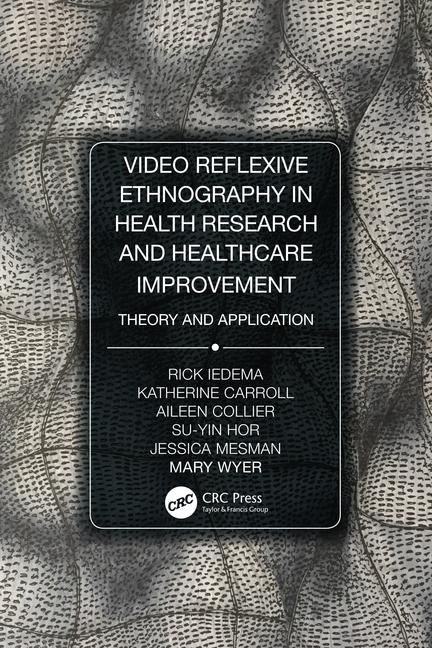 VIDEO REFLEXIVE
ETHNOGRAPHY IN
HEALTH RESEARCH
AND HEALTHCARE
IMPROVEMENT
THEORY AND APPLICATION
RICK IEDEMA
KATHERINE CARROLL
AILEEN COLLIER
SU-YIN HOR
JESSICA MESMAN
MARY WYER
CRC CRC Press
Taylor & Francis Group